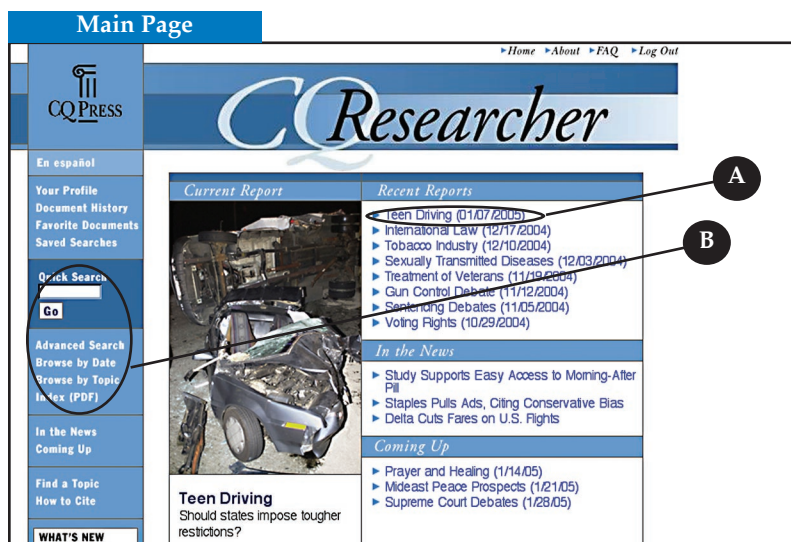 Main Page
Home About FAQ Log Out
CQ PRESS
CQ Researcher
En español
Your Profile
Document History
Favorite Documents
Saved Searches
Quick Search
Go
Advanced Search
Browse by Date
Browse by Topic
Index (PDF)
In the News
Coming Up
Find a Topic
How to Cite
WHAT'S NEW
Current Report
Teen Driving
Should states impose tougher
restrictions?
Recent Reports
Teen Driving (01/07/2005)
International Law (12/17/2004)
Tobacco Industry (12/10/2004)
Sexually Transmitted Diseases (12/03/2004)
Treatment of Veterans (11/19/2004)
Gun Control Debate (11/12/2004)
Sentencing Debates (11/05/2004)
Voting Rights (10/29/2004)
In the News
Study Supports Easy Access to Morning-After
Pill
Staples Pulls Ads, Citing Conservative Bias
Delta Cuts Fares on U.S. Flights
Coming Up
Prayer and Healing (1/14/05)
Mideast Peace Prospects (1/21/05)
Supreme Court Debates (1/28/05)
A
B